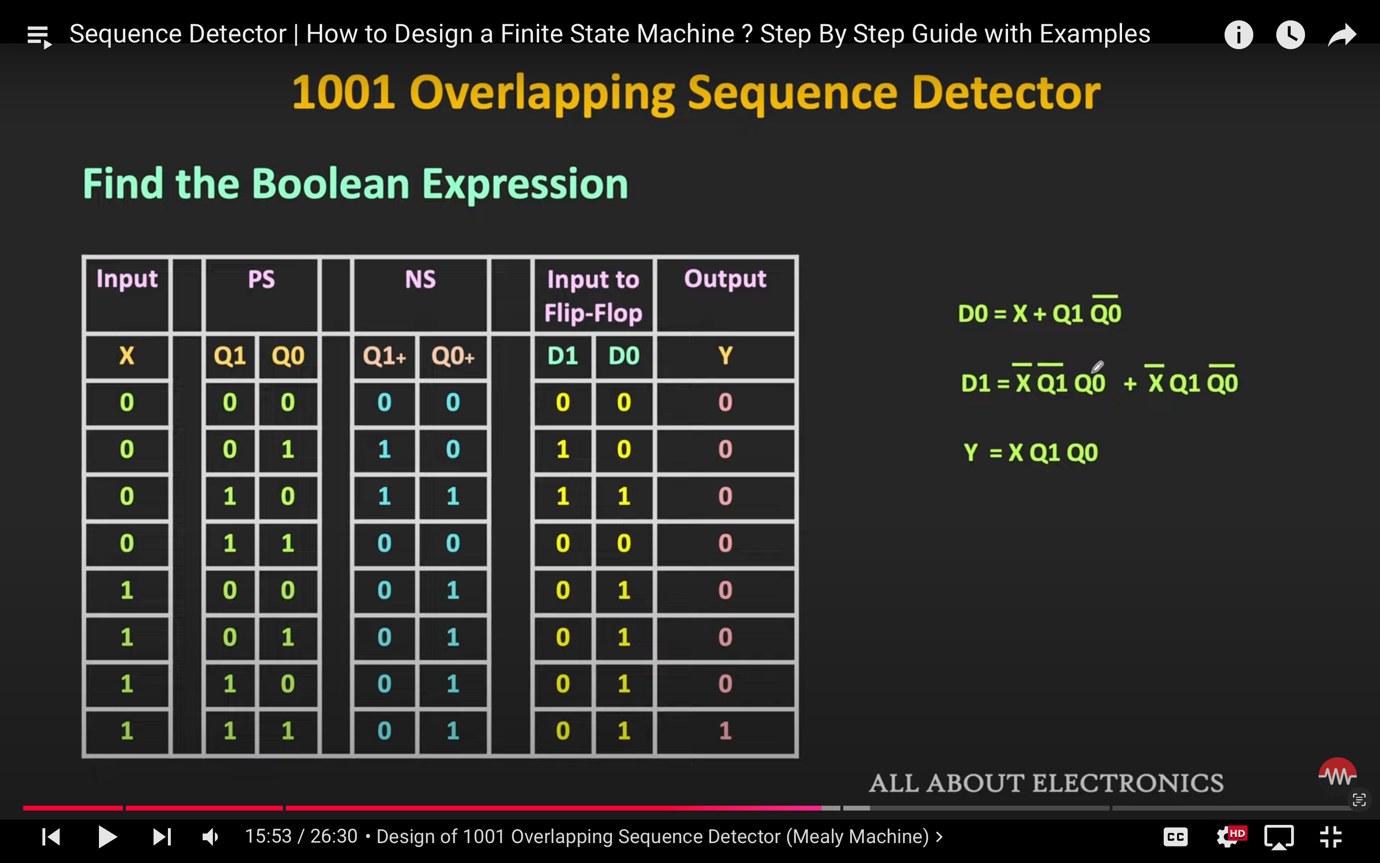 Sequence Detector | How to Design a Finite State Machine ? Step By Step Guide with Examples
1001 Overlapping Sequence Detector
Find the Boolean Expression
Input PS NS Input to Flip-Flop Output
X Q1 Q0 Q1+ Q0+ D1 D0 Y
0 0 0 0 0 0 0 0
0 0 1 1 0 1 0 0
0 1 0 1 1 1 1 0
0 1 1 0 0 0 0 0
1 0 0 0 1 0 1 0
1 0 1 0 1 0 1 0
1 1 0 0 1 0 1 0
1 1 1 0 1 0 1 1
D0 = X + Q1 Q̅0̅
D1 = X̅ Q̅1̅ Q0 + X̅ Q1 Q̅0̅
Y = X Q1 Q0
ALL ABOUT ELECTRONICS
15:53 / 26:30 • Design of 1001 Overlapping Sequence Detector (Mealy Machine) >
CC
HD